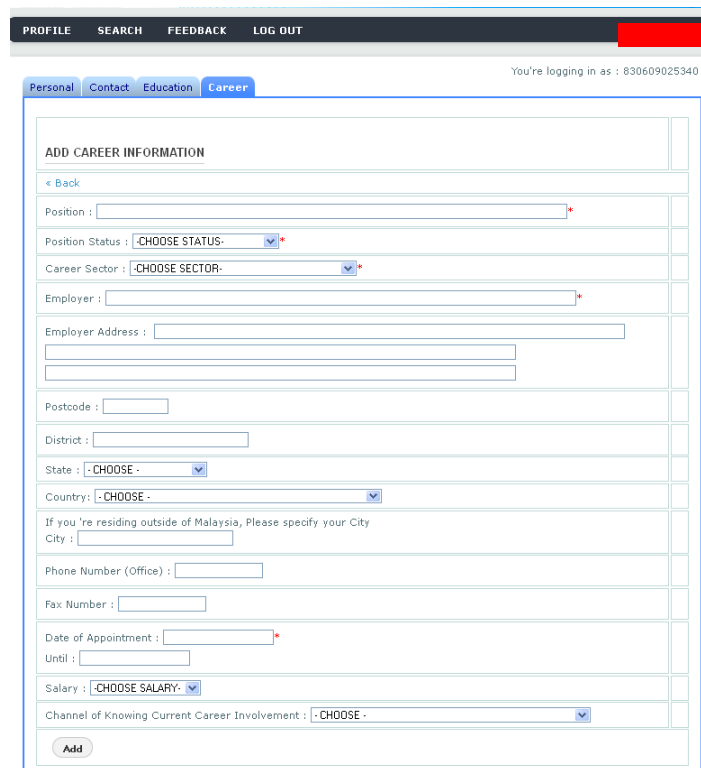 PROFILE SEARCH FEEDBACK LOG OUT
You're logging in as : 830609025340
Personal Contact Education Career
ADD CAREER INFORMATION
« Back
Position : *
Position Status : -CHOOSE STATUS- *
Career Sector : -CHOOSE SECTOR- *
Employer : *
Employer Address :
Postcode :
District :
State : - CHOOSE -
Country: - CHOOSE -
If you 're residing outside of Malaysia, Please specify your City
City :
Phone Number (Office) :
Fax Number :
Date of Appointment : *
Until :
Salary : -CHOOSE SALARY-
Channel of Knowing Current Career Involvement : - CHOOSE -
Add